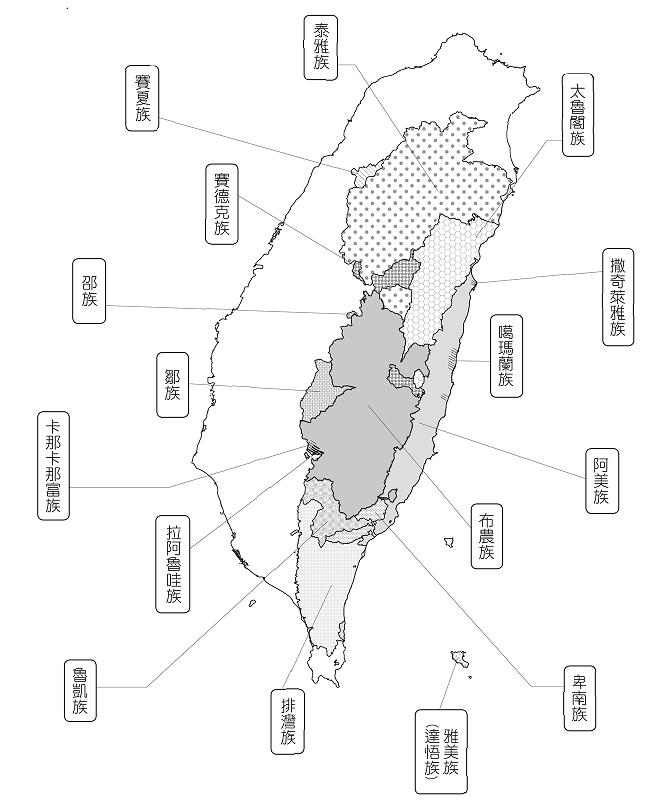 泰雅族
賽夏族
太魯閣族
賽德克族
撒奇萊雅族
邵族
噶瑪蘭族
鄒族
卡那卡那富族
阿美族
布農族
拉阿魯哇族
魯凱族
卑南族
排灣族
雅美族
(達悟族)